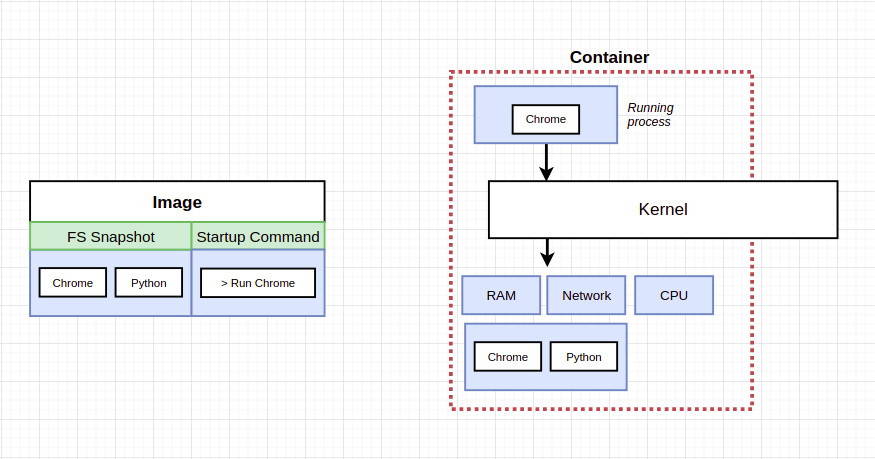 Image
FS Snapshot
Startup Command
Chrome
Python
> Run Chrome
Container
Chrome
Running
process
Kernel
RAM
Network
CPU
Chrome
Python